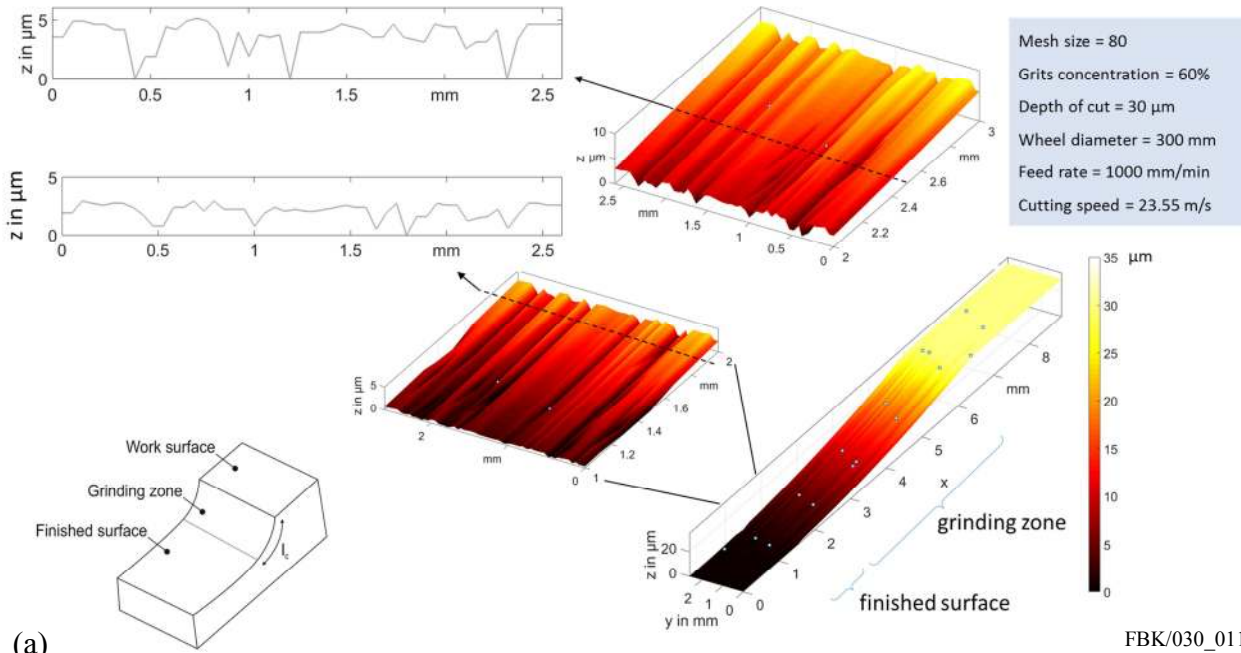 z in µm
5
0
0
0.5
1
1.5
mm
2
2.5
z in µm
5
0
0
0.5
1
1.5
mm
2
2.5
10
z µm
0
2.5
mm
1.5
1
0.5
0
2
2.2
2.4
2.6
mm
3
Mesh size = 80
Grits concentration = 60%
Depth of cut = 30 µm
Wheel diameter = 300 mm
Feed rate = 1000 mm/min
Cutting speed = 23.55 m/s
z in µm
5
0
2
mm
0
1
1.2
1.4
1.6
mm
2
µm
35
30
25
20
15
10
5
0
z in µm
20
0
2
1
0
y in mm
0
1
2
3
4
5
6
mm
8
x
grinding zone
finished surface
Work surface
Grinding zone
Finished surface
lc
(a)
FBK/030_011